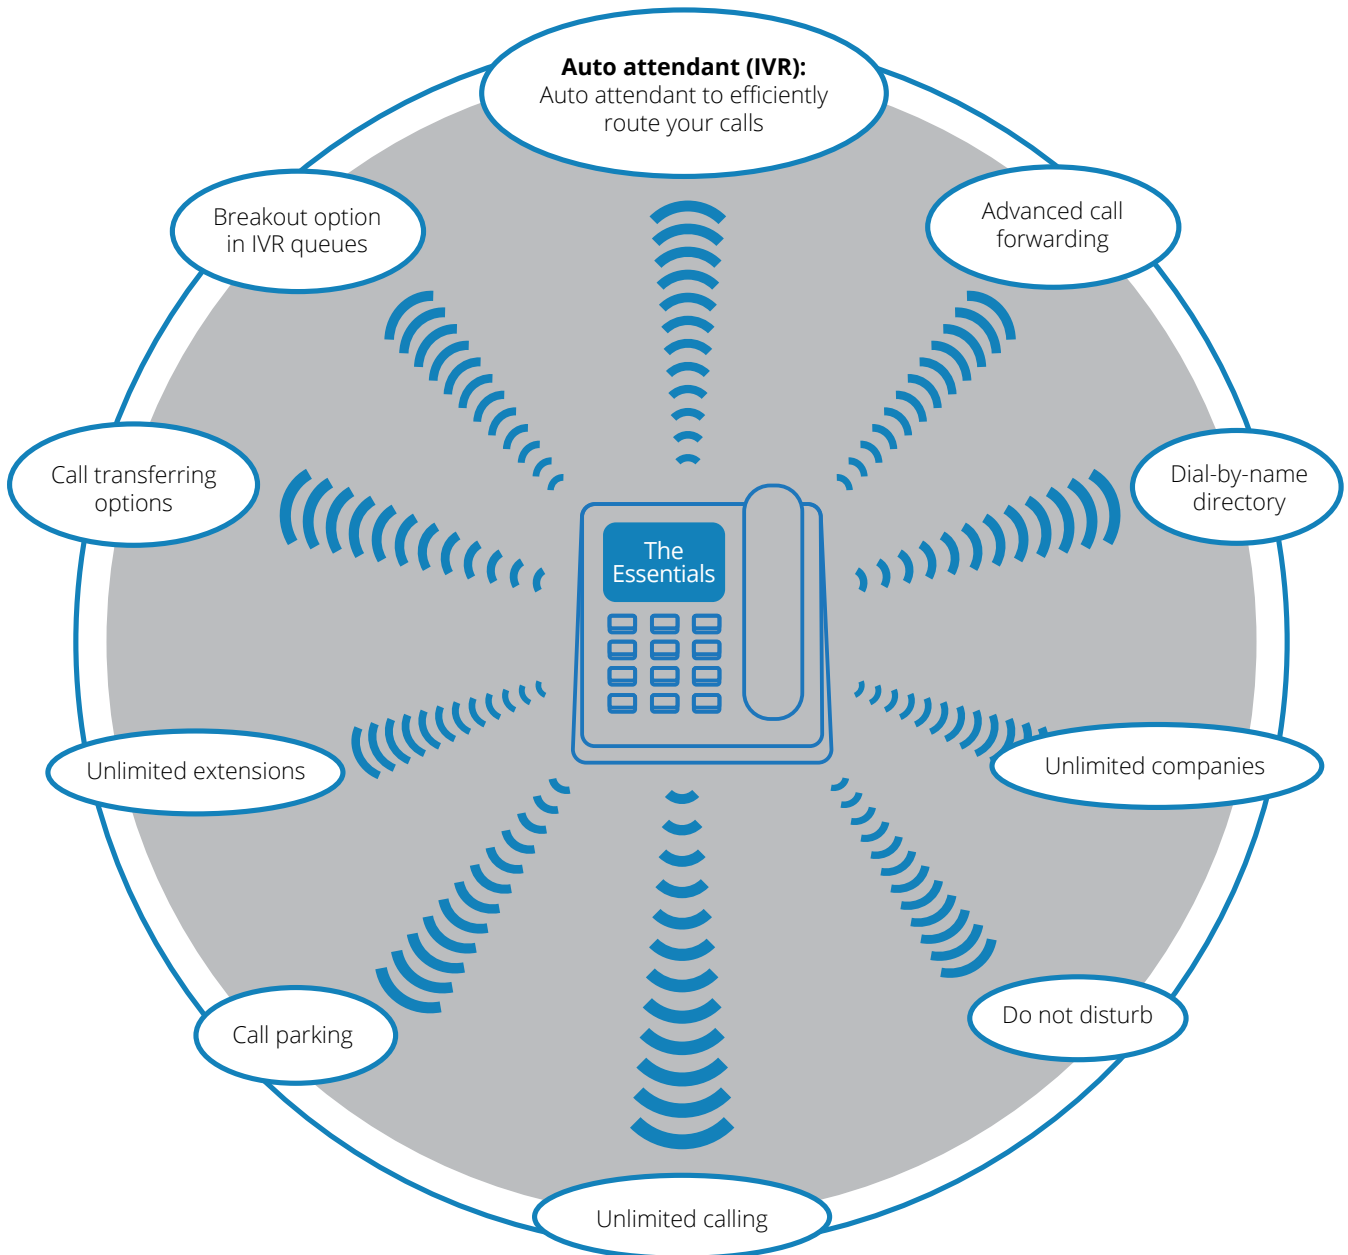 Auto attendant (IVR):
Auto attendant to efficiently
route your calls
Breakout option
in IVR queues
Advanced call
forwarding
Call transferring
options
Dial-by-name
directory
The
Essentials
Unlimited extensions
Unlimited companies
Call parking
Do not disturb
Unlimited calling